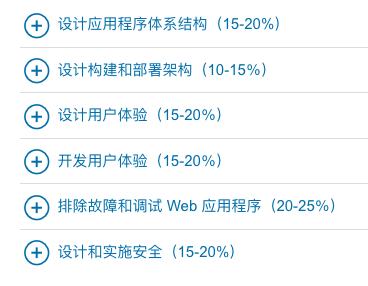 设计应用程序体系结构（15-20%）
设计构建和部署架构（10-15%）
设计用户体验（15-20%）
开发用户体验（15-20%）
排除故障和调试 Web 应用程序（20-25%）
设计和实施安全（15-20%）